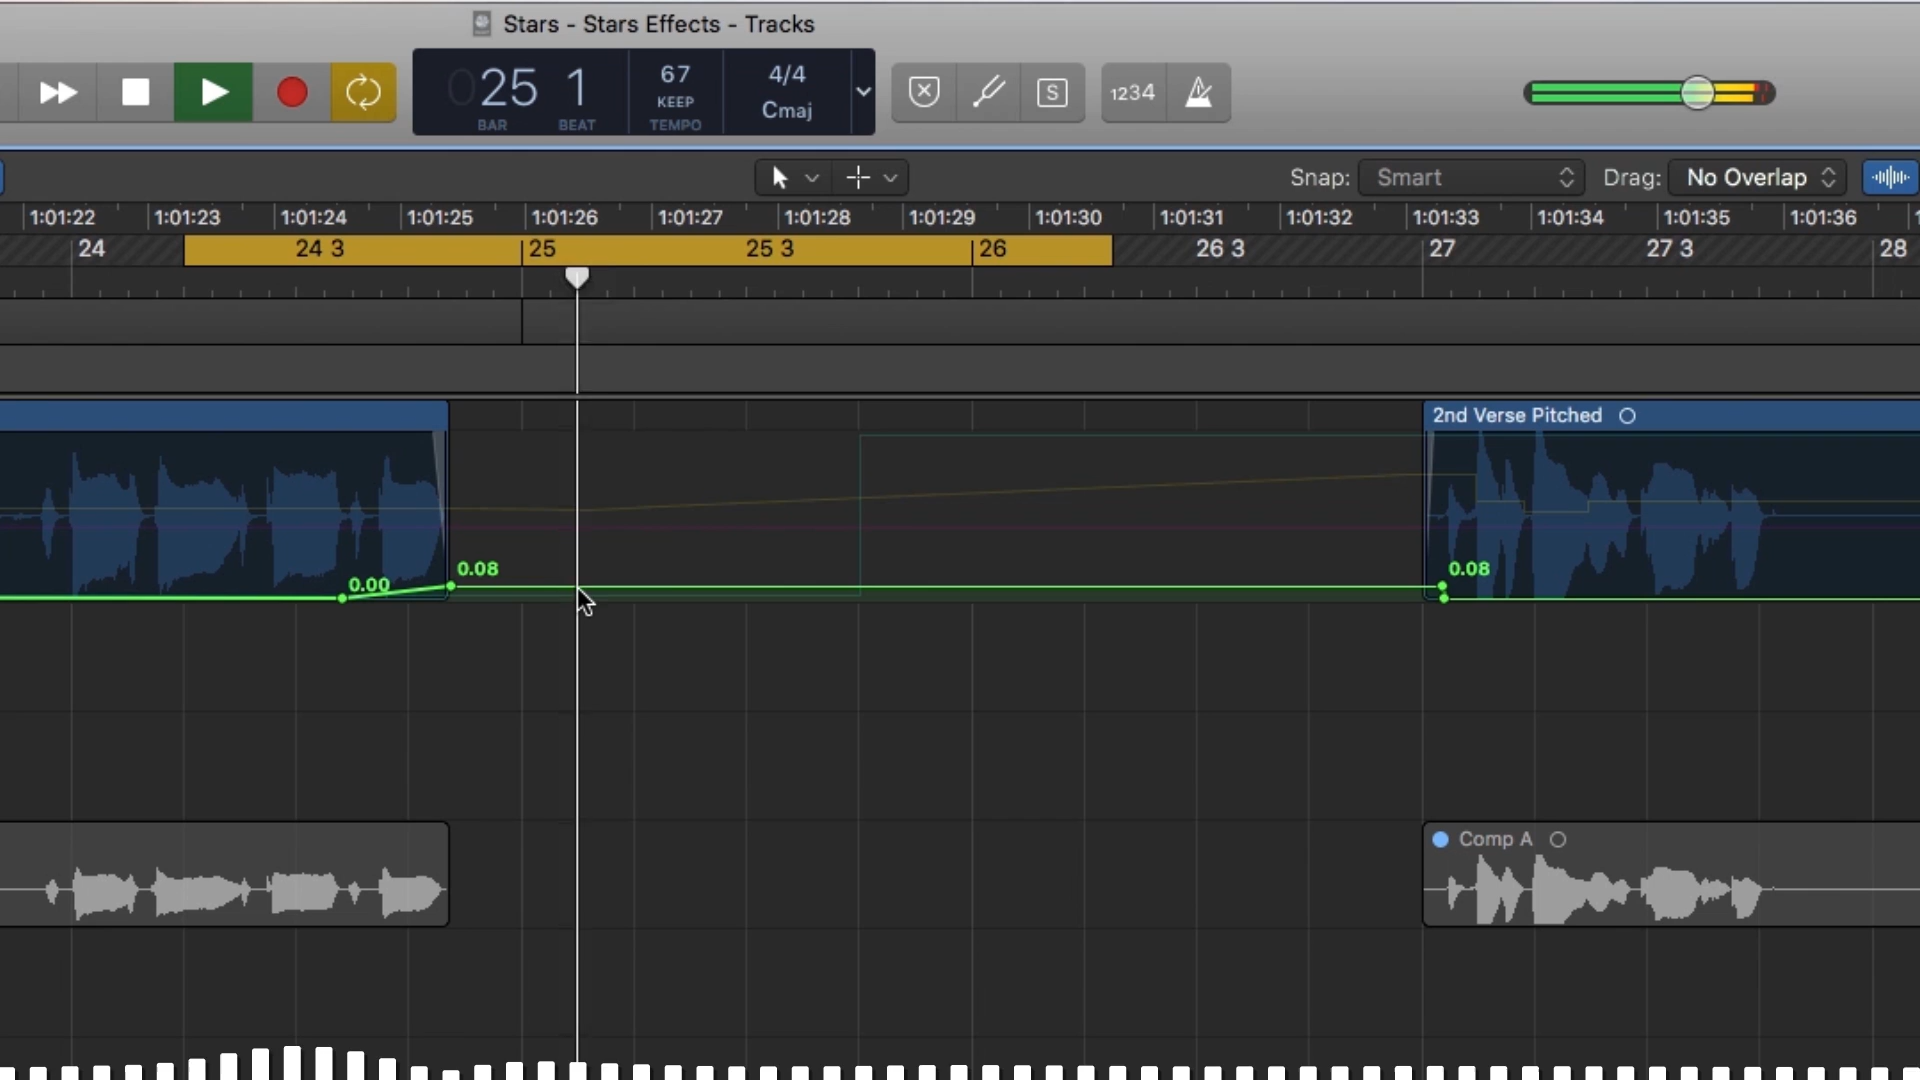 Stars - Stars Effects - Tracks
25 1 67 4/4
KEEP Cmaj
BAR BEAT TEMPO
S
1234
Snap: Smart Drag: No Overlap
1:01:22 1:01:23 1:01:24 1:01:25 1:01:26 1:01:27 1:01:28 1:01:29 1:01:30 1:01:31 1:01:32 1:01:33 1:01:34 1:01:35 1:01:36
24 24 3 25 25 3 26 26 3 27 27 3 28
2nd Verse Pitched
0.00 0.08 0.08
Comp A